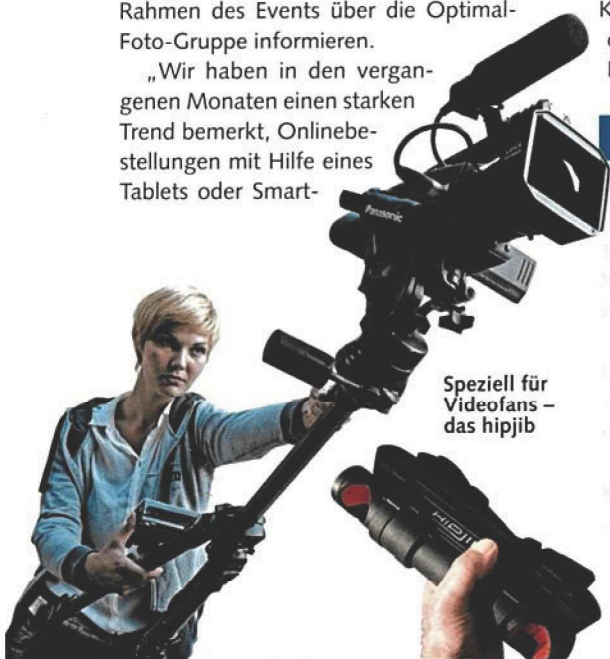 Rahmen des Events über die Optimal-
Foto-Gruppe informieren.
„Wir haben in den vergan-
genen Monaten einen starken
Trend bemerkt, Onlinebe-
stellungen mit Hilfe eines
Tablets oder Smart-
Panasonic
Speziell für
Videofans –
das hipjib